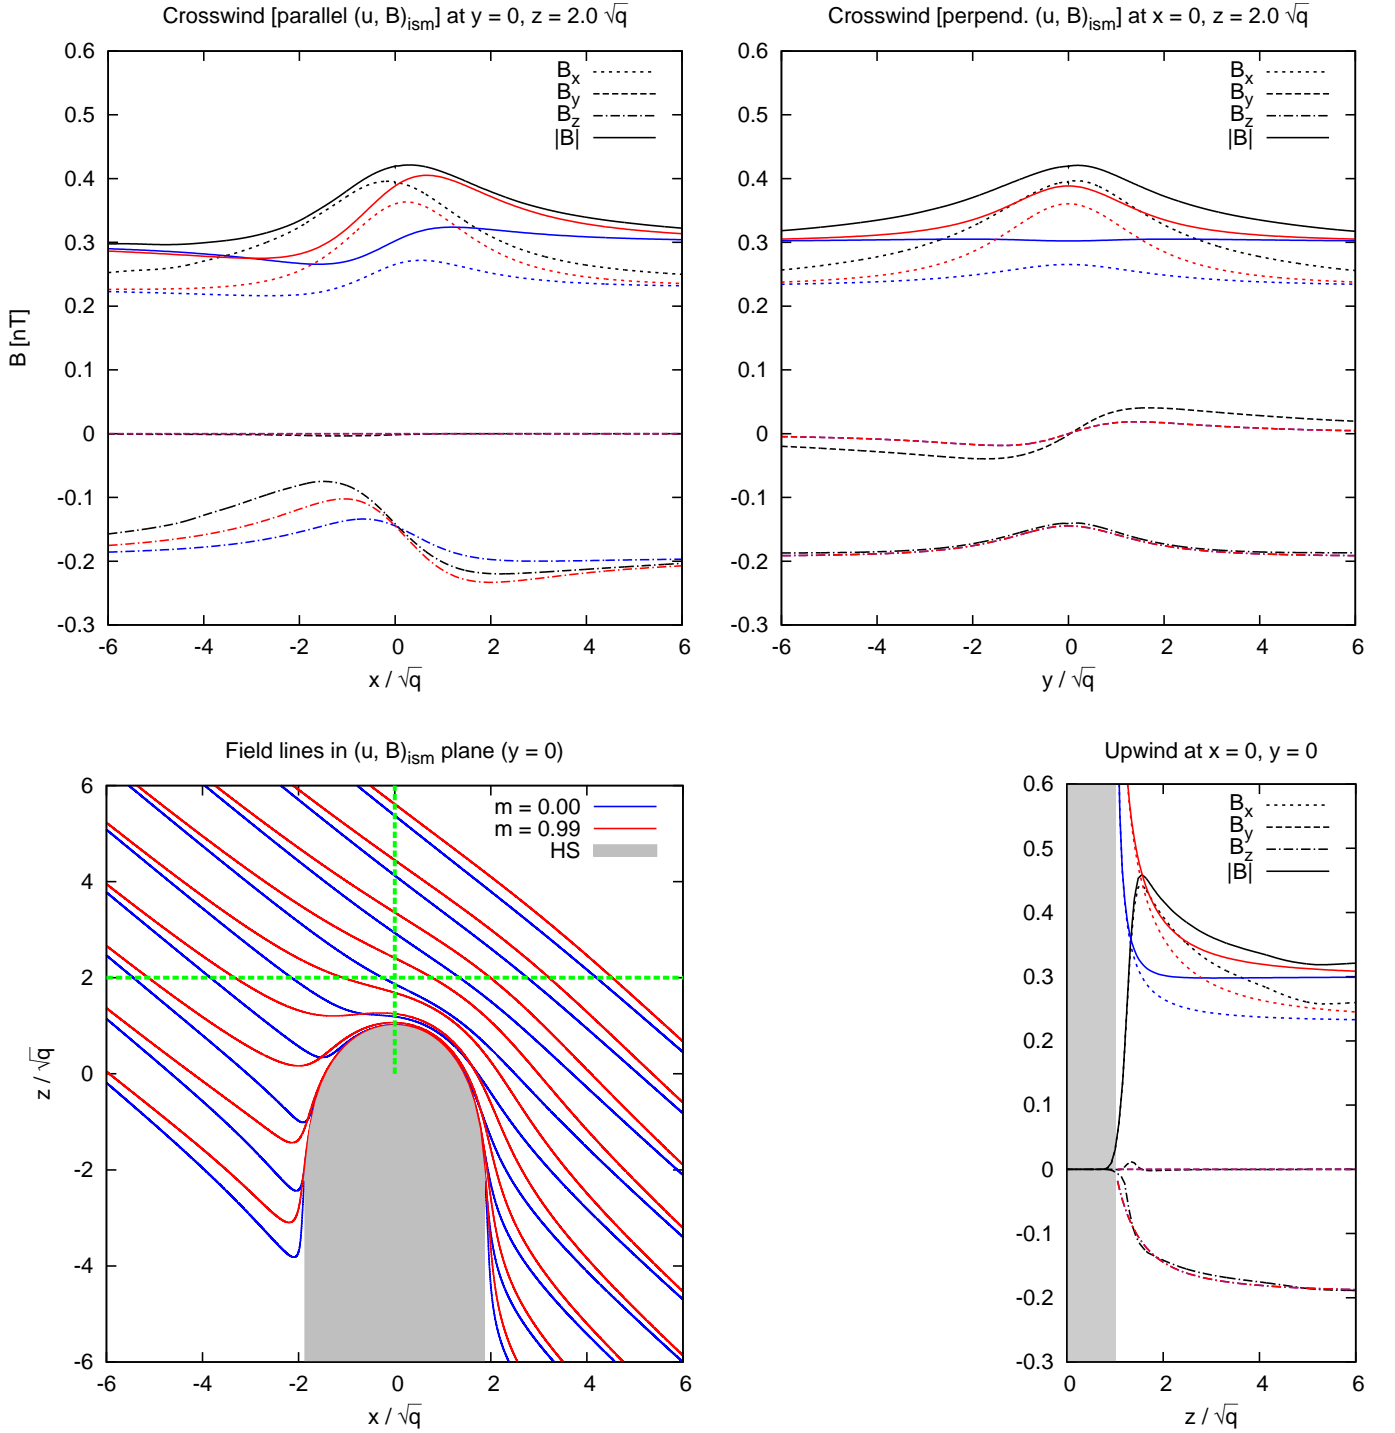 Crosswind [parallel (u, B)ism] at y = 0, z = 2.0 √q
B [nT]
0.6
0.5
0.4
0.3
0.2
0.1
0
-0.1
-0.2
-0.3
-6
-4
-2
0
2
4
6
x / √q
Bx
By
Bz
|B|
Crosswind [perpend. (u, B)ism] at x = 0, z = 2.0 √q
0.6
0.5
0.4
0.3
0.2
0.1
0
-0.1
-0.2
-0.3
-6
-4
-2
0
2
4
6
y / √q
Bx
By
Bz
|B|
Field lines in (u, B)ism plane (y = 0)
z / √q
6
4
2
0
-2
-4
-6
-6
-4
-2
0
2
4
6
x / √q
m = 0.00
m = 0.99
HS
Upwind at x = 0, y = 0
0.6
0.5
0.4
0.3
0.2
0.1
0
-0.1
-0.2
-0.3
0
2
4
6
z / √q
Bx
By
Bz
|B|